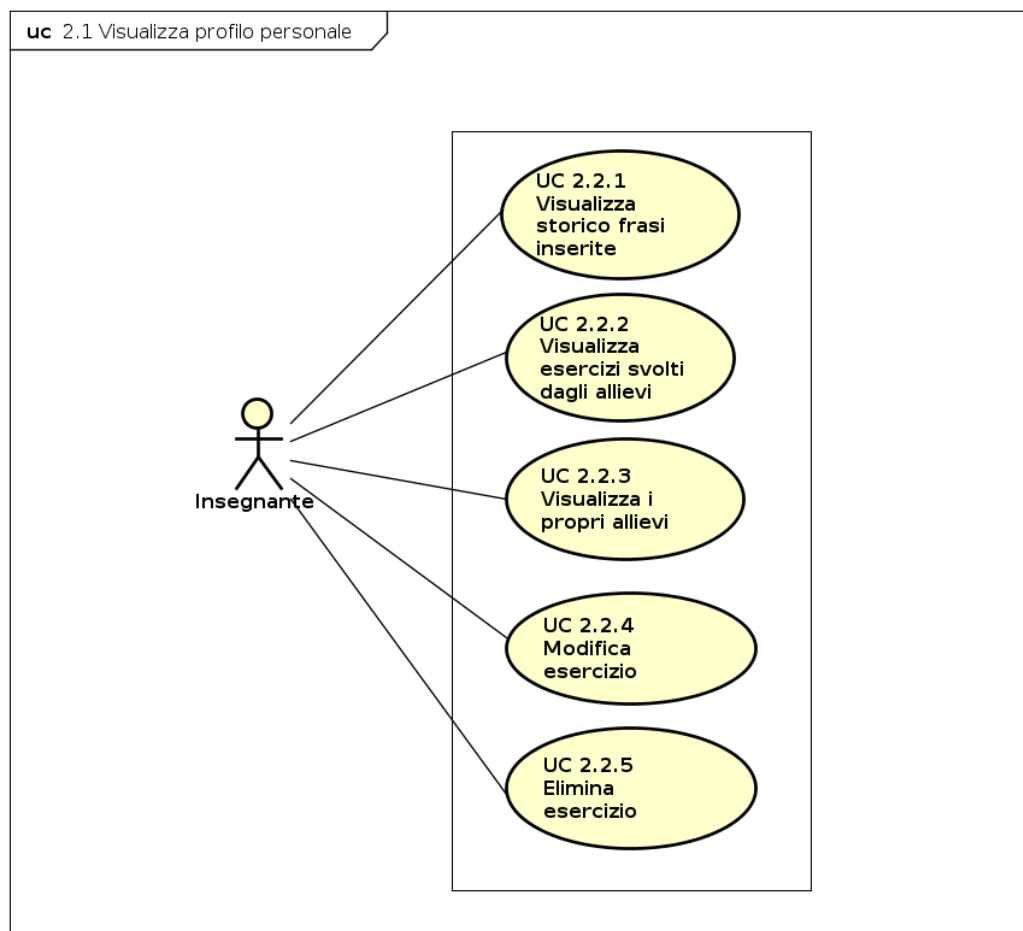 uc 2.1 Visualizza profilo personale
UC 2.2.1
Visualizza
storico frasi
inserite
UC 2.2.2
Visualizza
esercizi svolti
dagli allievi
Insegnante
UC 2.2.3
Visualizza i
propri allievi
UC 2.2.4
Modifica
esercizio
UC 2.2.5
Elimina
esercizio